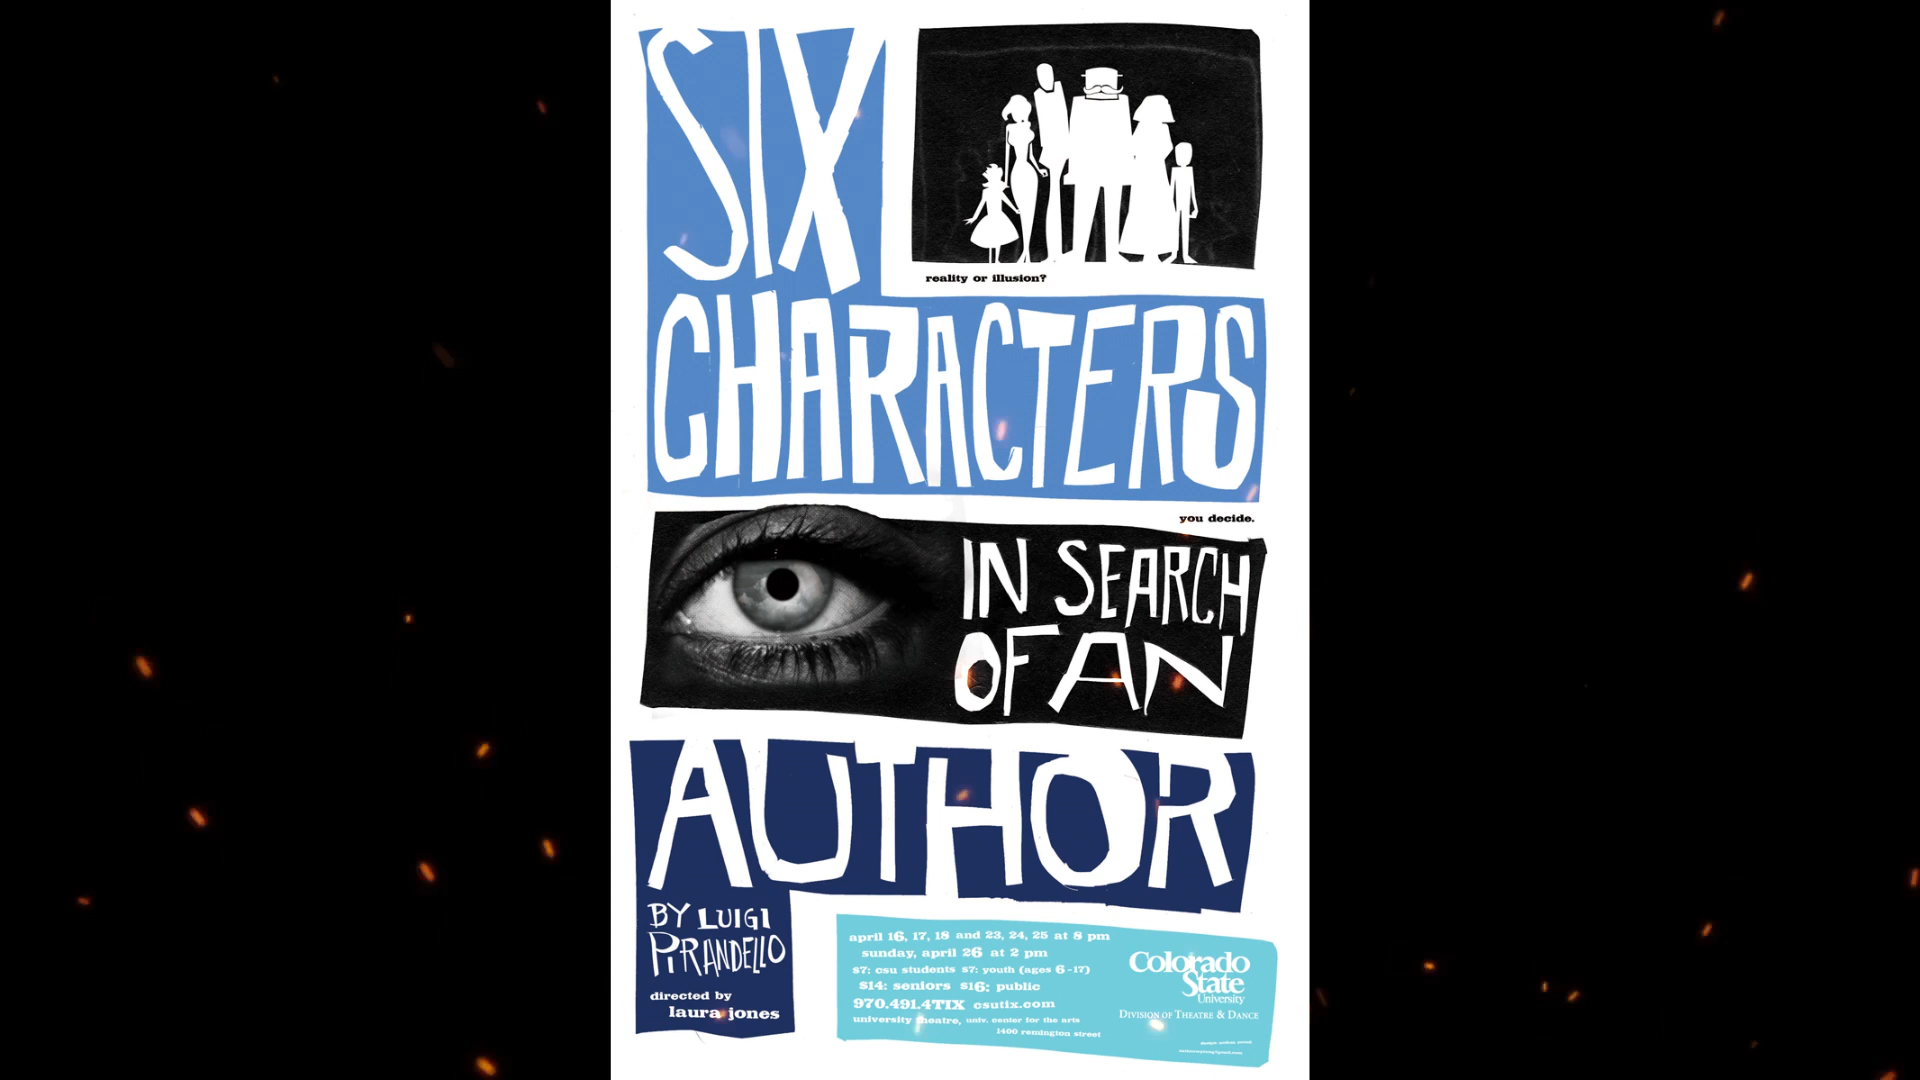 SIX
reality or illusion?
CHARACTERS
you decide.
IN SEARCH
OF AN
AUTHOR
BY LUIGI
PIRANDELLO
directed by
laura jones
april 16, 17, 18 and 23, 24, 25 at 8 pm
sunday, april 26 at 2 pm
$7: csu students $7: youth (ages 6-17)
$14: seniors $16: public
970.491.4TIX csutix.com
university theatre, univ. center for the arts
1400 remington street
Colorado
State
University
DIVISION OF THEATRE & DANCE